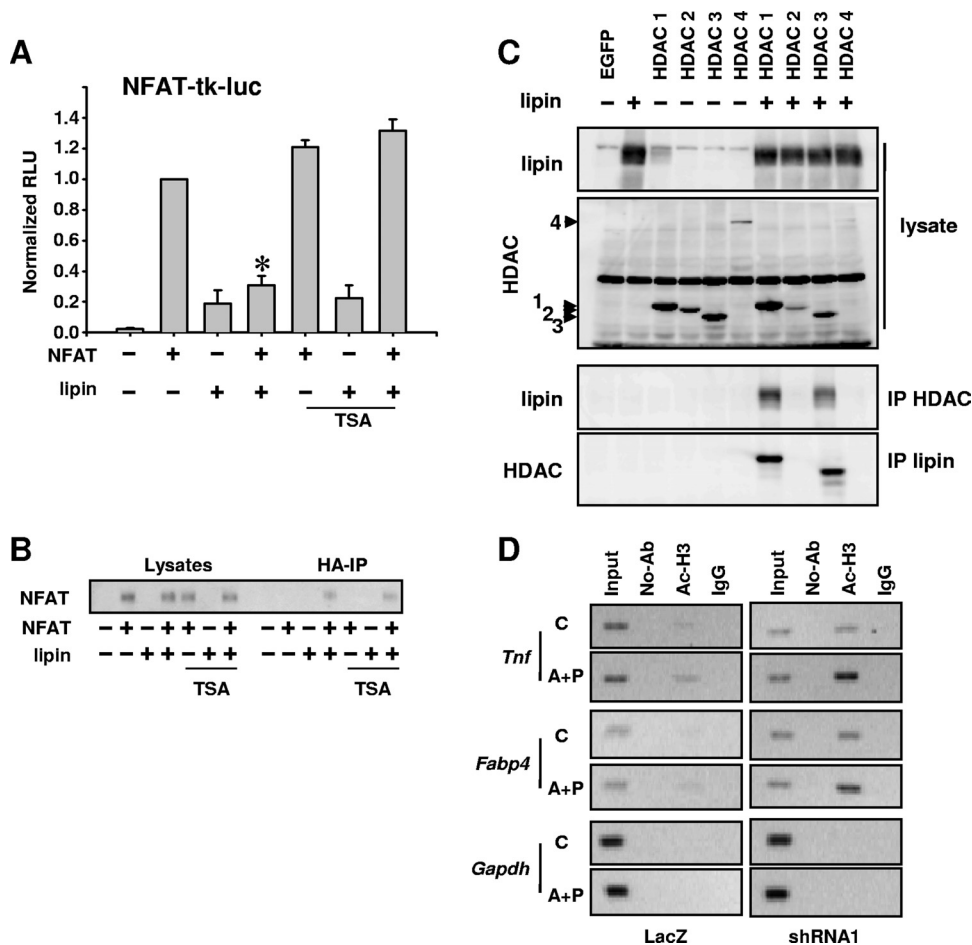 A
NFAT-tk-luc
Normalized RLU
1.4
1.2
1.0
0.8
0.6
0.4
0.2
0.0
*
NFAT – + – + + – +
lipin – – + + – + +
TSA
B
Lysates HA-IP
NFAT
NFAT – + – + + – + – + – + + – +
lipin – – + + – + + – – + + – + +
TSA TSA
C
EGFP HDAC 1 HDAC 2 HDAC 3 HDAC 4 HDAC 1 HDAC 2 HDAC 3 HDAC 4
lipin – + – – – – + + + +
lipin
lysate
HDAC
4
1
2
3
lipin IP HDAC
HDAC IP lipin
D
Input No-Ab Ac-H3 IgG Input No-Ab Ac-H3 IgG
Tnf
C
A+P
Fabp4
C
A+P
Gapdh
C
A+P
LacZ shRNA1